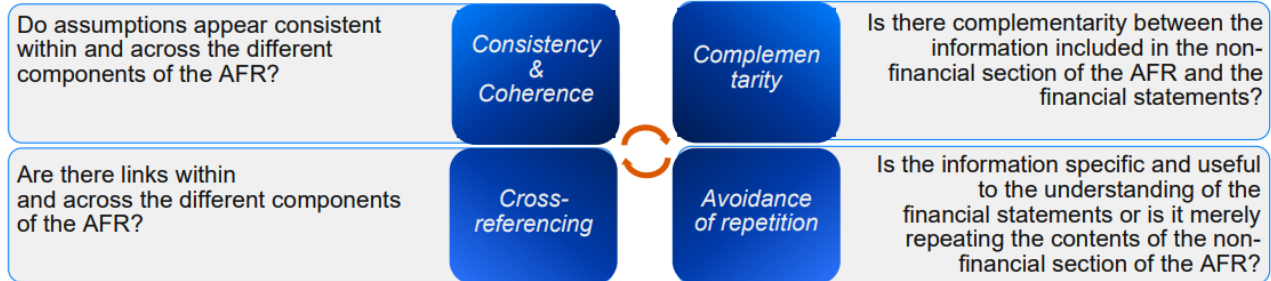 Do assumptions appear consistent
within and across the different
components of the AFR?
Consistency
&
Coherence
Complemen
tarity
Is there complementarity between the
information included in the non-
financial section of the AFR and the
financial statements?
Are there links within
and across the different components
of the AFR?
Cross-
referencing
Avoidance
of repetition
Is the information specific and useful
to the understanding of the
financial statements or is it merely
repeating the contents of the non-
financial section of the AFR?